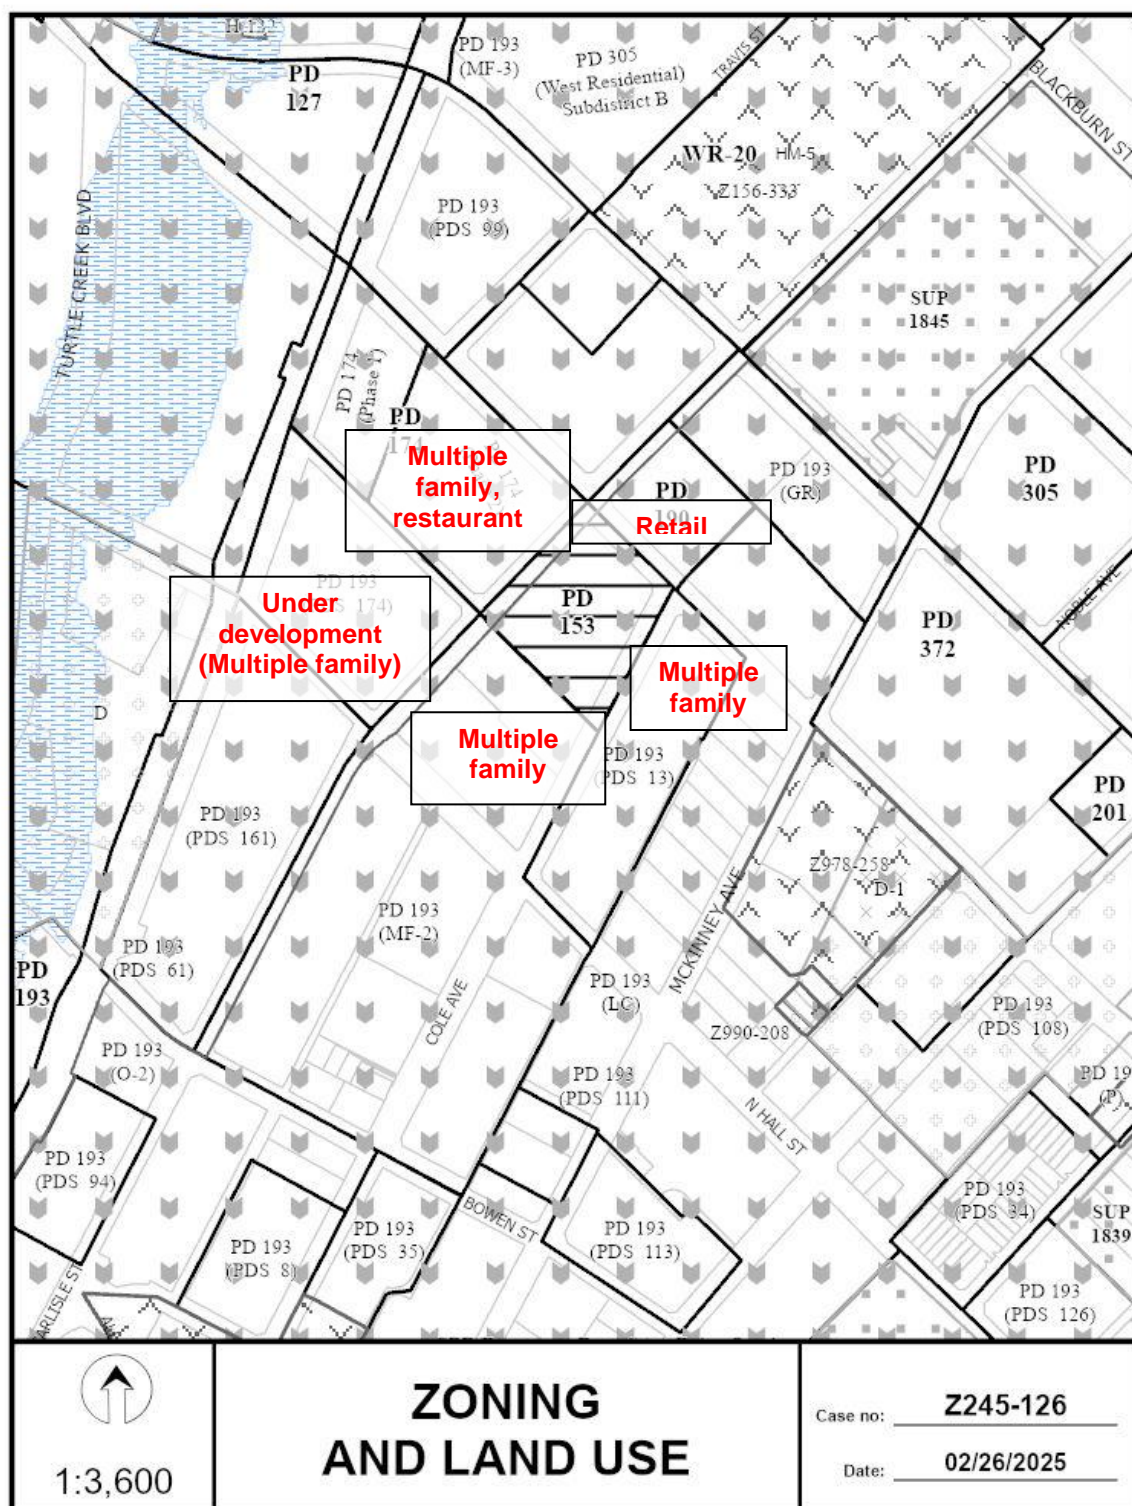 H-132
PD 193
(MF-3)
PD 305
(West Residential)
Subdistrict B
TRAVIS ST
BLACKBURN ST
PD
127
WR-20
HM-5
Z156-333
TURTLE CREEK BLVD
PD 193
(PDS 99)
SUP
1845
PD 174
(Phase 1)
PD
174
Multiple
family,
restaurant
PD
190
Retail
PD 193
(GR)
PD
305
NOBLE AVE
PD 193
(PDS 174)
Under
development
(Multiple family)
PD
153
PD
372
Multiple
family
Multiple
family
D
PD 193
(PDS 13)
PD
201
PD 193
(PDS 161)
Z978-258
D-1
MCKINNEY AVE
PD 193
(MF-2)
PD 193
(PDS 61)
PD
193
PD 193
(LC)
COLE AVE
PD 193
(PDS 108)
Z990-208
PD 193
(O-2)
PD 193
(PDS 111)
PD 19
(P)
N HALL ST
PD 193
(PDS 94)
PD 193
(PDS 34)
SUP
1839
BOWEN ST
PD 193
(PDS 8)
PD 193
(PDS 35)
PD 193
(PDS 113)
PD 193
(PDS 126)
ARLISLE ST
1:3,600
ZONING
AND LAND USE
Case no: Z245-126
Date: 02/26/2025